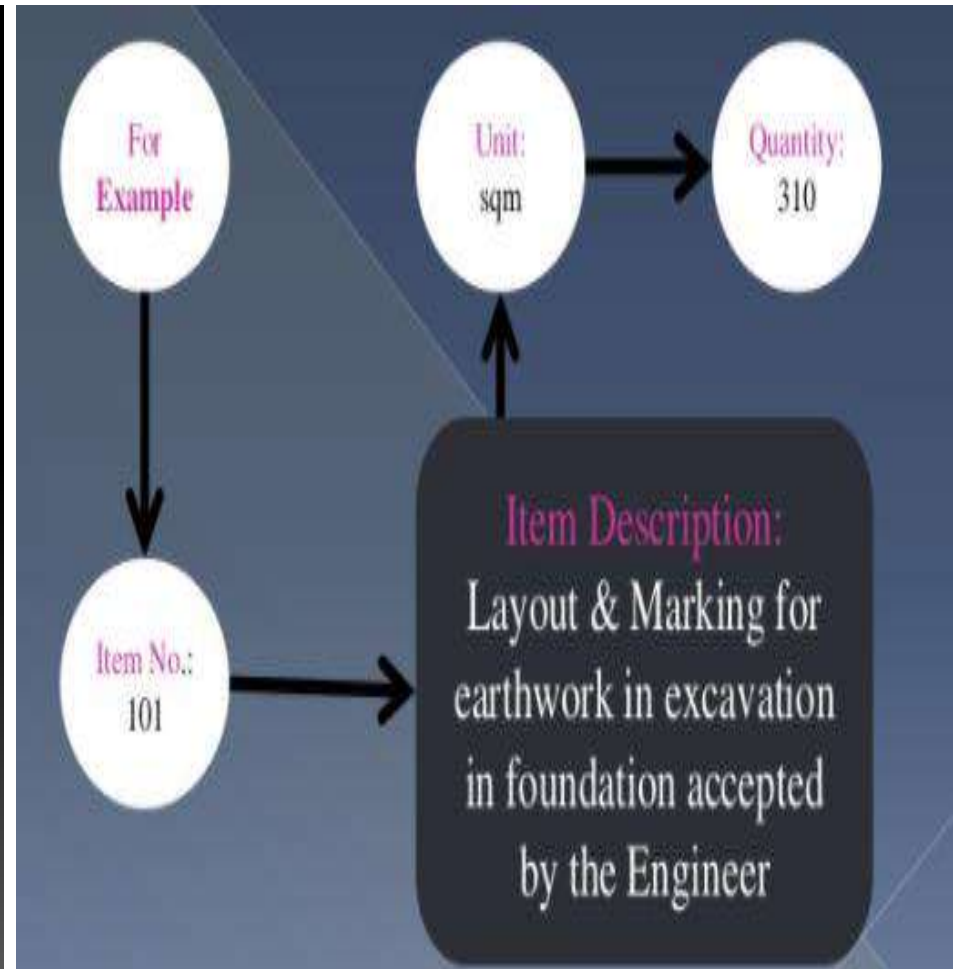 For
Example
Item No.:
101
Item Description:
Layout & Marking for
earthwork in excavation
in foundation accepted
by the Engineer
Unit:
sqm
Quantity:
310